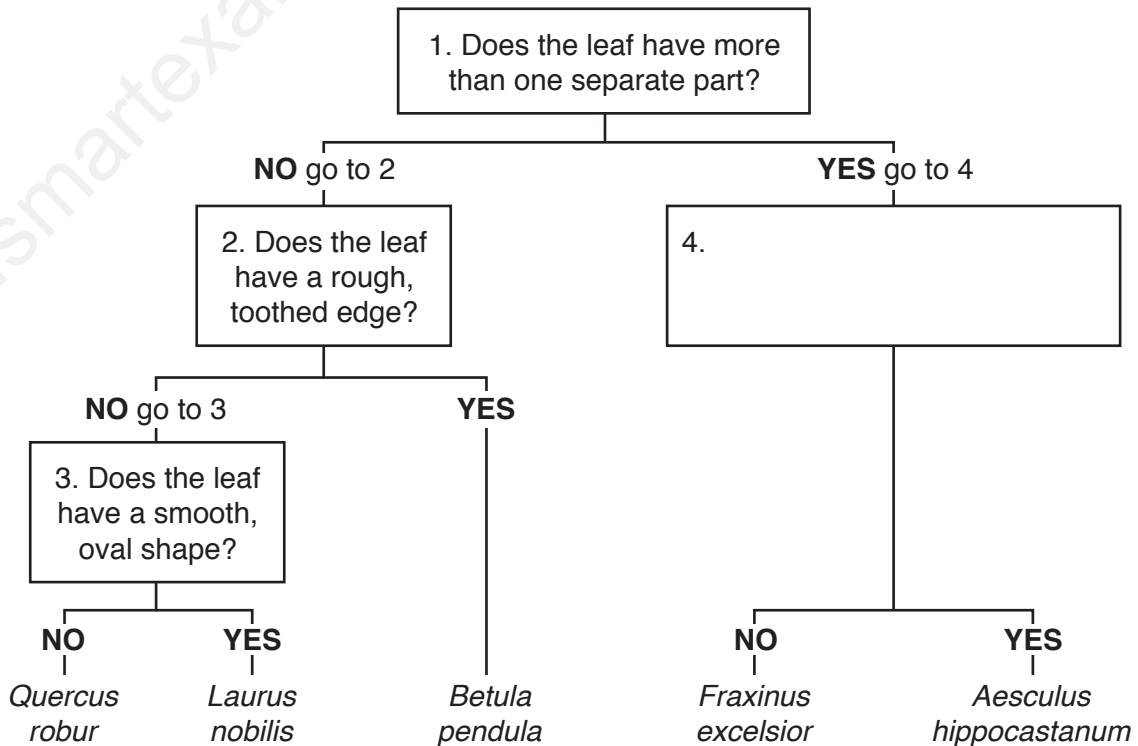 1. Does the leaf have more
than one separate part?
NO go to 2
YES go to 4
2. Does the leaf
have a rough,
toothed edge?
4.
NO go to 3
YES
3. Does the leaf
have a smooth,
oval shape?
NO
YES
NO
YES
Quercus
robur
Laurus
nobilis
Betula
pendula
Fraxinus
excelsior
Aesculus
hippocastanum